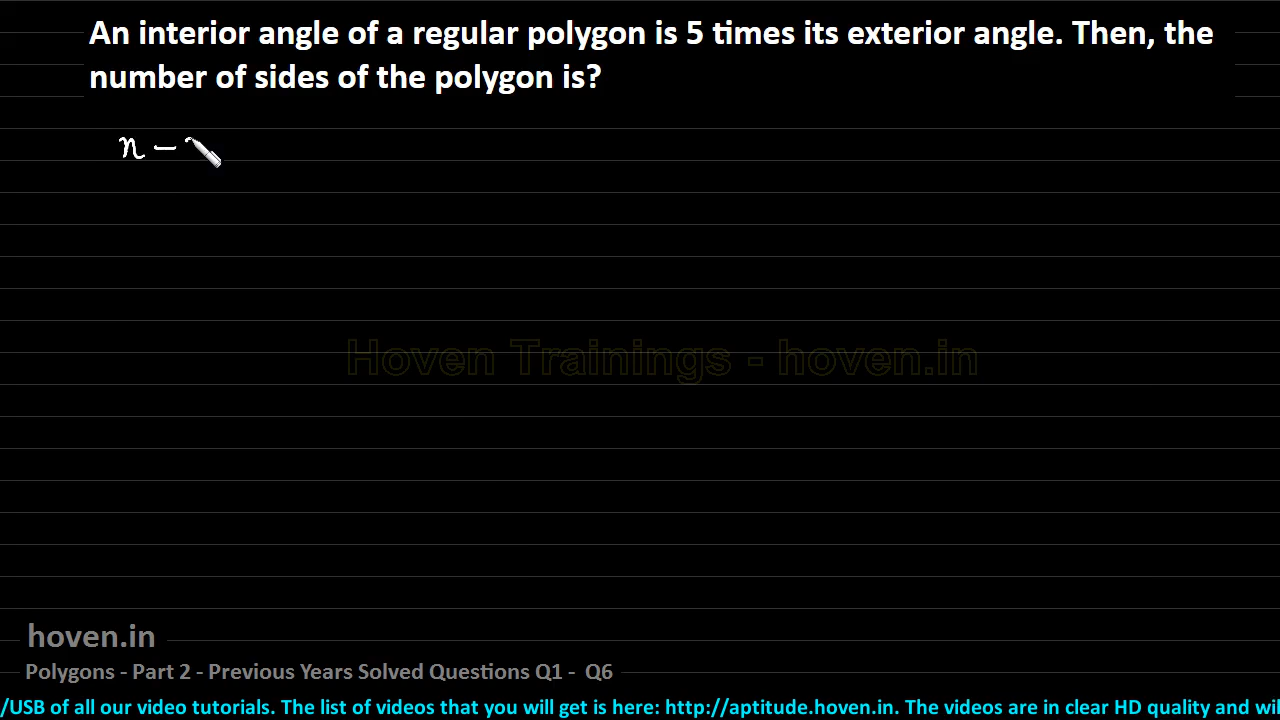 An interior angle of a regular polygon is 5 times its exterior angle. Then, the
number of sides of the polygon is?
n –
Hoven Trainings - hoven.in
hoven.in
Polygons - Part 2 - Previous Years Solved Questions Q1 - Q6
/USB of all our video tutorials. The list of videos that you will get is here: http://aptitude.hoven.in. The videos are in clear HD quality and wil